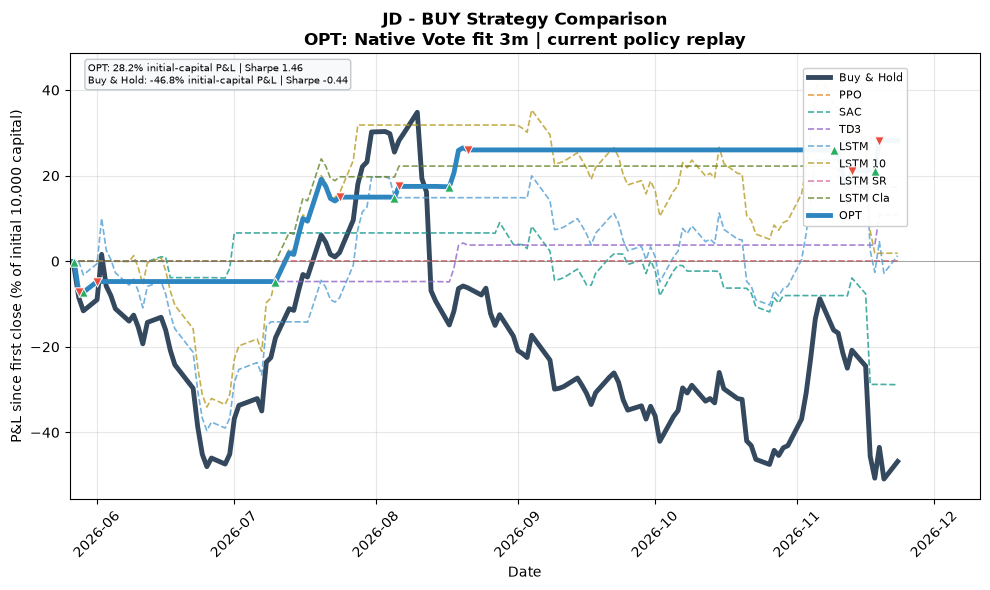 JD - BUY Strategy Comparison
OPT: Native Vote fit 3m | current policy replay
OPT: 28.2% initial-capital P&L | Sharpe 1.46
Buy & Hold: -46.8% initial-capital P&L | Sharpe -0.44
Buy & Hold
PPO
SAC
TD3
LSTM
LSTM 10
LSTM SR
LSTM Cla
OPT
P&L since first close (% of initial 10,000 capital)
40
20
0
−20
−40
2026-06
2026-07
2026-08
2026-09
2026-10
2026-11
2026-12
Date